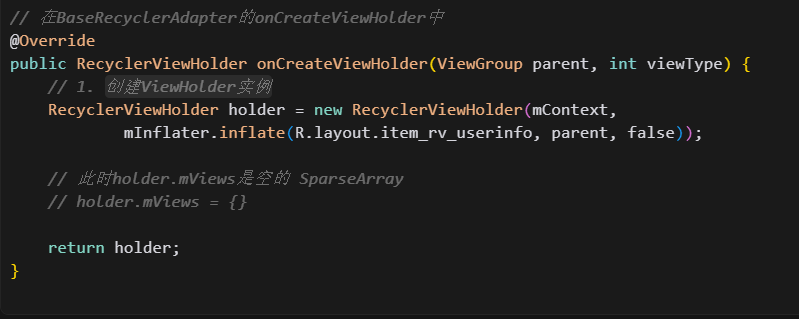 // 在BaseRecyclerAdapter的onCreateViewHolder中
@Override
public RecyclerViewHolder onCreateViewHolder(ViewGroup parent, int viewType) {
// 1. 创建ViewHolder实例
RecyclerViewHolder holder = new RecyclerViewHolder(mContext,
mInflater.inflate(R.layout.item_rv_userinfo, parent, false));
// 此时holder.mViews是空的 SparseArray
// holder.mViews = {}
return holder;
}